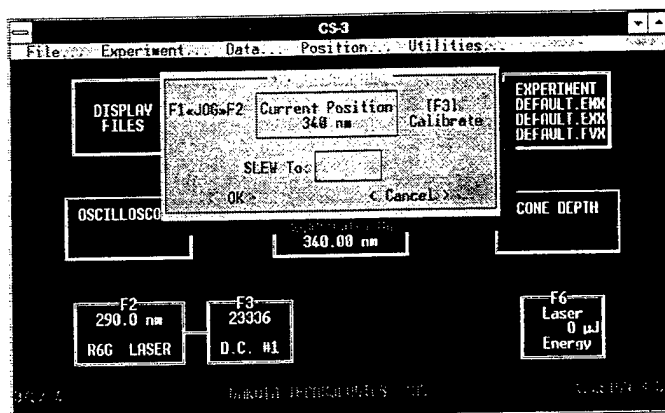 CS-3
File... Experiment... Data... Position... Utilities...
DISPLAY
FILES
F1«JOG»F2
Current Position
340 nm
[F3]
Calibrate
SLEW To:
< OK >
< Cancel >
EXPERIMENT
DEFAULT.EMX
DEFAULT.EXX
DEFAULT.FVX
OSCILLOSCO
340.00 nm
CONE DEPTH
F2
290.0 nm
R6G LASER
F3
23336
D.C. #1
F6
Laser
0 µJ
Energy
DAKOTA TECHNOLOGIES